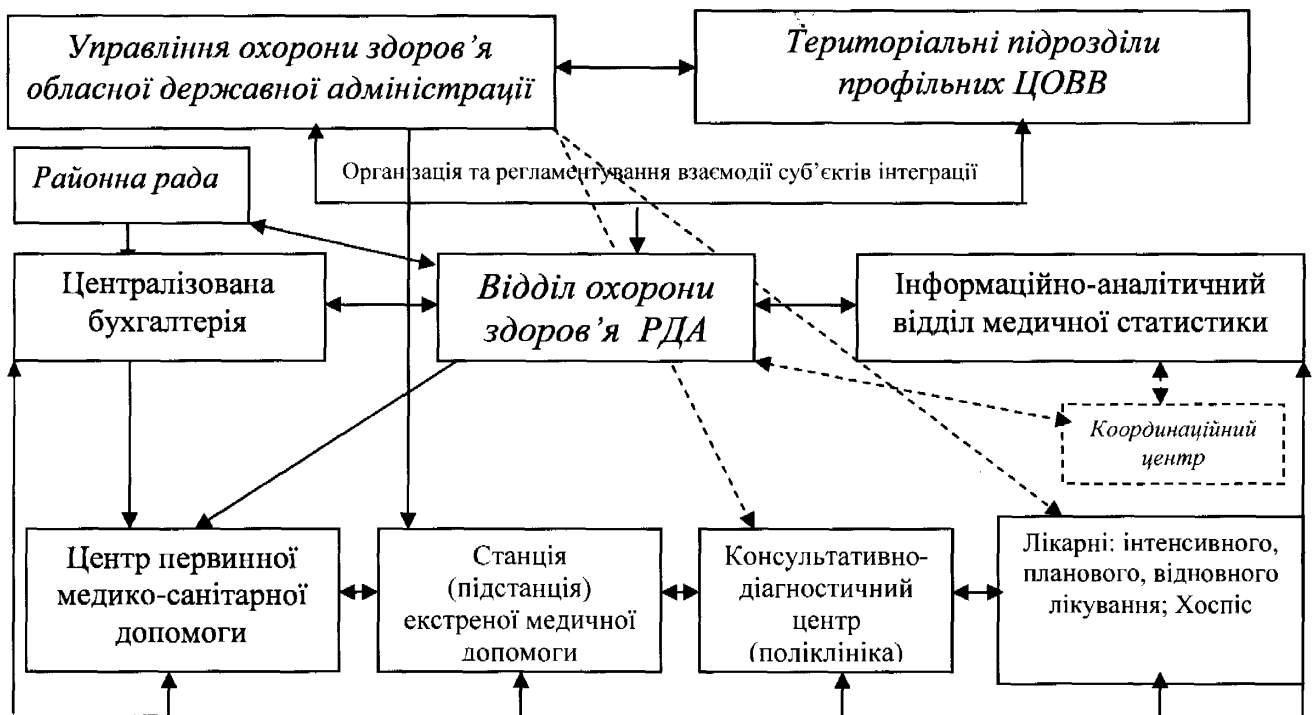 Управління охорони здоров’я
обласної державної адміністрації
Територіальні підрозділи
профільних ЦОВВ
Організація та регламентування взаємодії суб’єктів інтеграції
Районна рада
Централізована
бухгалтерія
Відділ охорони
здоров’я РДА
Інформаційно-аналітичний
відділ медичної статистики
Координаційний
центр
Центр первинної
медико-санітарної
допомоги
Станція
(підстанція)
екстреної медичної
допомоги
Консультативно-
діагностичний
центр
(поліклініка)
Лікарні: інтенсивного,
планового, відновного
лікування; Хоспіс